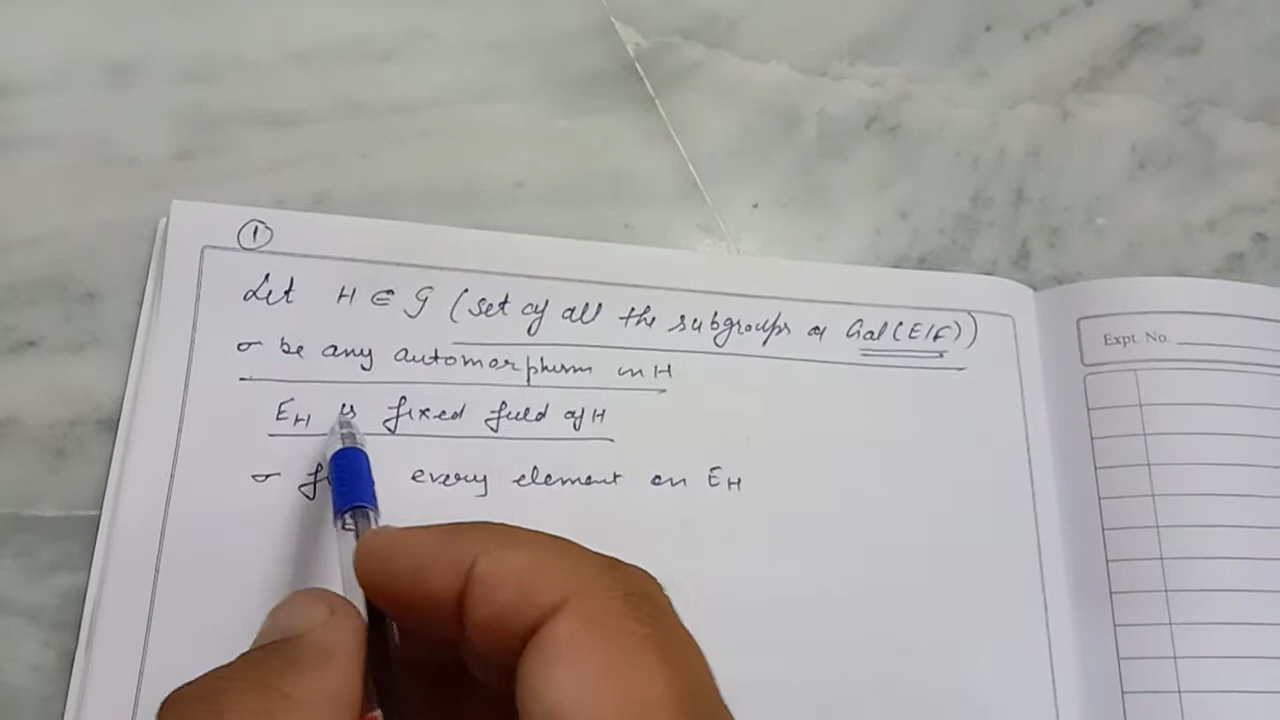 ①
Let H ∈ G (set of all the subgroups of Gal(E/F))
σ be any automorphism in H
E_H is fixed field of H
σ every element on E_H
Expt. No.